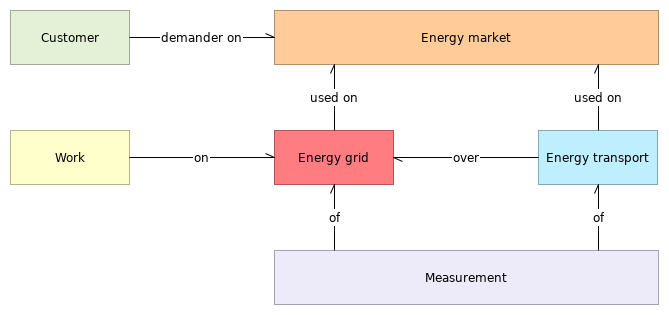 Customer
demander on
Energy market
used on
used on
Work
on
Energy grid
over
Energy transport
of
of
Measurement